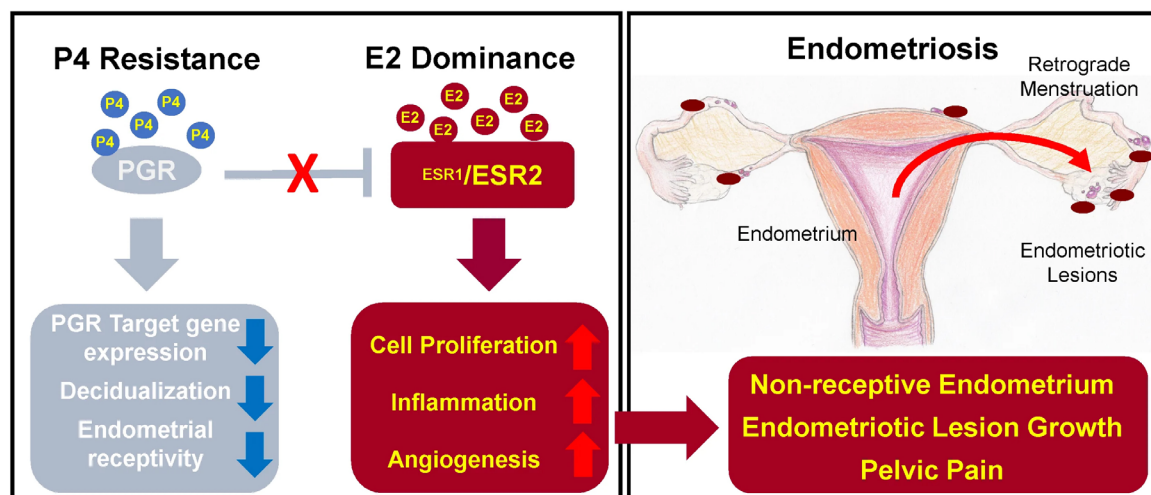 P4 Resistance
P4
P4
P4
P4
P4
PGR
X
PGR Target gene
expression
Decidualization
Endometrial
receptivity
E2 Dominance
E2
E2
E2
E2
E2
E2
ESR1/ESR2
Cell Proliferation
Inflammation
Angiogenesis
Endometriosis
Retrograde
Menstruation
Endometrium
Endometriotic
Lesions
Non-receptive Endometrium
Endometriotic Lesion Growth
Pelvic Pain